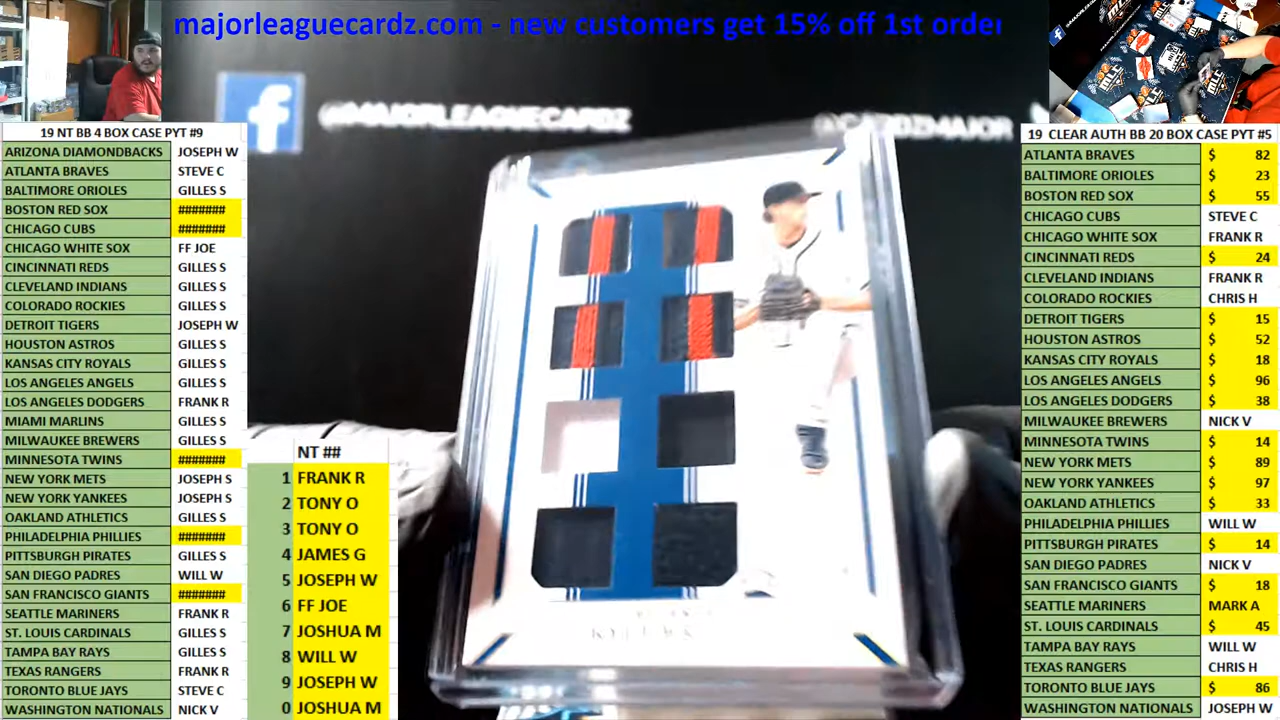 majorleaguecardz.com - new customers get 15% off 1st order
@MAJORLEAGUECARDZ
@CARDZMAJOR
19 NT BB 4 BOX CASE PYT #9
ARIZONA DIAMONDBACKS JOSEPH W
ATLANTA BRAVES STEVE C
BALTIMORE ORIOLES GILLES S
BOSTON RED SOX #######
CHICAGO CUBS #######
CHICAGO WHITE SOX FF JOE
CINCINNATI REDS GILLES S
CLEVELAND INDIANS GILLES S
COLORADO ROCKIES GILLES S
DETROIT TIGERS JOSEPH W
HOUSTON ASTROS GILLES S
KANSAS CITY ROYALS GILLES S
LOS ANGELES ANGELS GILLES S
LOS ANGELES DODGERS FRANK R
MIAMI MARLINS GILLES S
MILWAUKEE BREWERS GILLES S
MINNESOTA TWINS #######
NEW YORK METS JOSEPH S
NEW YORK YANKEES JOSEPH S
OAKLAND ATHLETICS GILLES S
PHILADELPHIA PHILLIES #######
PITTSBURGH PIRATES GILLES S
SAN DIEGO PADRES WILL W
SAN FRANCISCO GIANTS #######
SEATTLE MARINERS FRANK R
ST. LOUIS CARDINALS GILLES S
TAMPA BAY RAYS GILLES S
TEXAS RANGERS FRANK R
TORONTO BLUE JAYS STEVE C
WASHINGTON NATIONALS NICK V
NT ##
1 FRANK R
2 TONY O
3 TONY O
4 JAMES G
5 JOSEPH W
6 FF JOE
7 JOSHUA M
8 WILL W
9 JOSEPH W
0 JOSHUA M
19 CLEAR AUTH BB 20 BOX CASE PYT #5
ATLANTA BRAVES $ 82
BALTIMORE ORIOLES $ 23
BOSTON RED SOX $ 55
CHICAGO CUBS STEVE C
CHICAGO WHITE SOX FRANK R
CINCINNATI REDS $ 24
CLEVELAND INDIANS FRANK R
COLORADO ROCKIES CHRIS H
DETROIT TIGERS $ 15
HOUSTON ASTROS $ 52
KANSAS CITY ROYALS $ 18
LOS ANGELES ANGELS $ 96
LOS ANGELES DODGERS $ 38
MILWAUKEE BREWERS NICK V
MINNESOTA TWINS $ 14
NEW YORK METS $ 89
NEW YORK YANKEES $ 97
OAKLAND ATHLETICS $ 33
PHILADELPHIA PHILLIES WILL W
PITTSBURGH PIRATES $ 14
SAN DIEGO PADRES NICK V
SAN FRANCISCO GIANTS $ 18
SEATTLE MARINERS MARK A
ST. LOUIS CARDINALS $ 45
TAMPA BAY RAYS WILL W
TEXAS RANGERS CHRIS H
TORONTO BLUE JAYS $ 86
WASHINGTON NATIONALS JOSEPH W